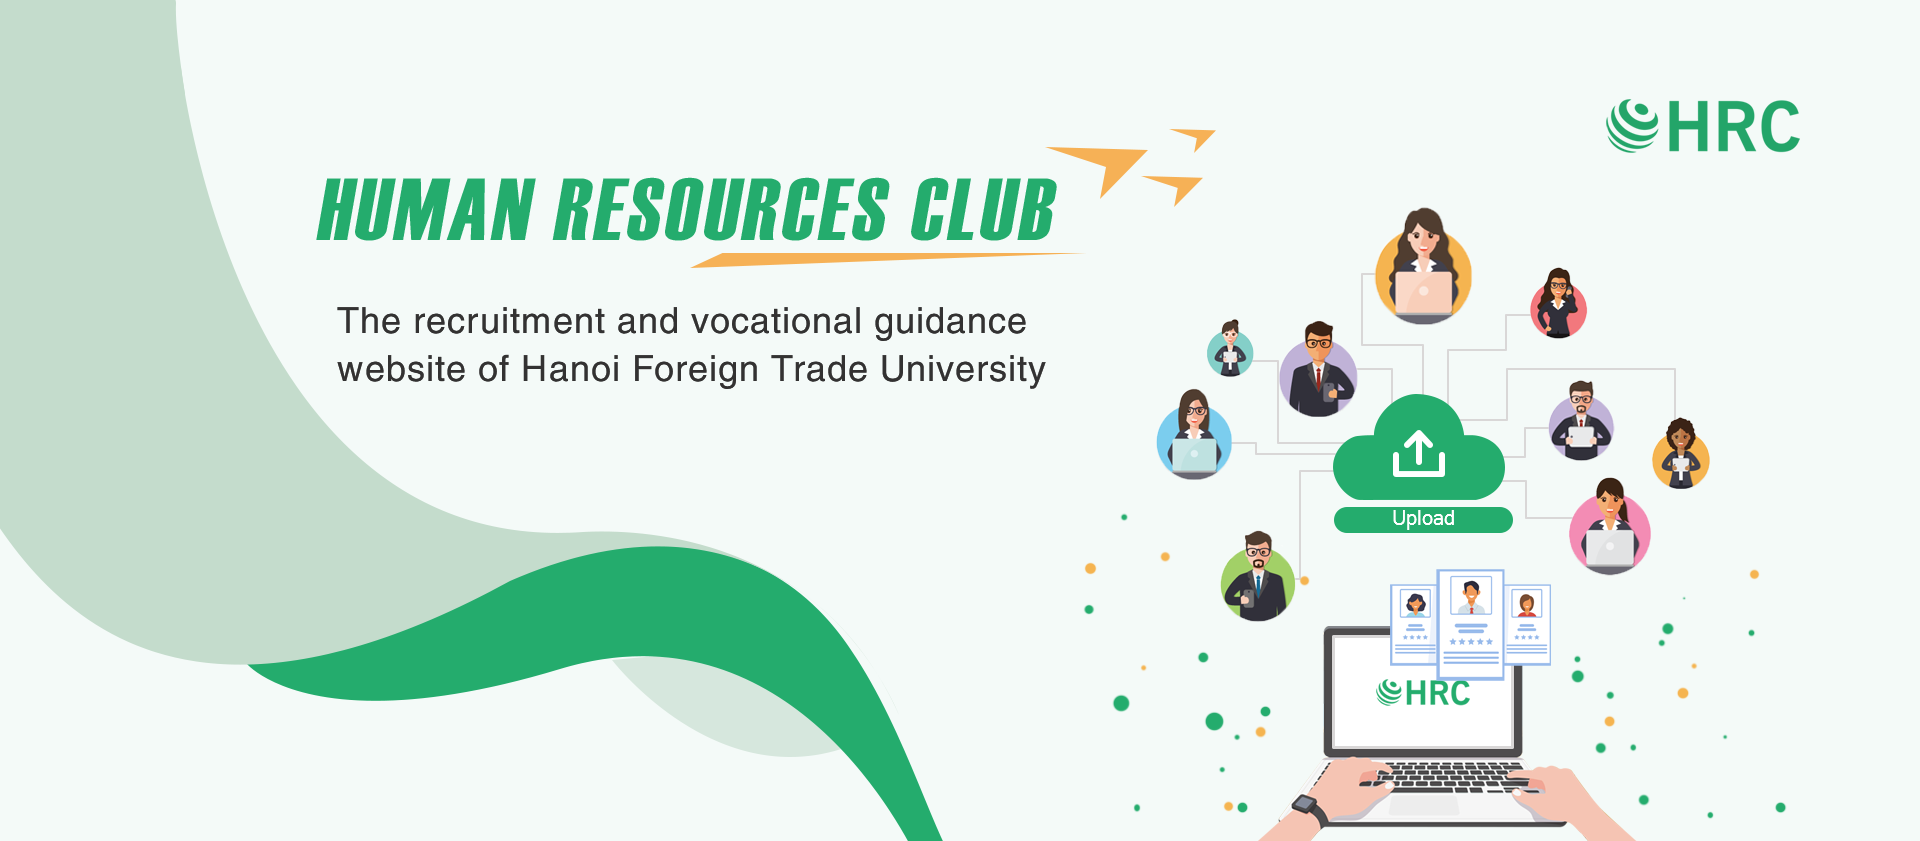 HRC
HUMAN RESOURCES CLUB
The recruitment and vocational guidance
website of Hanoi Foreign Trade University
Upload
HRC